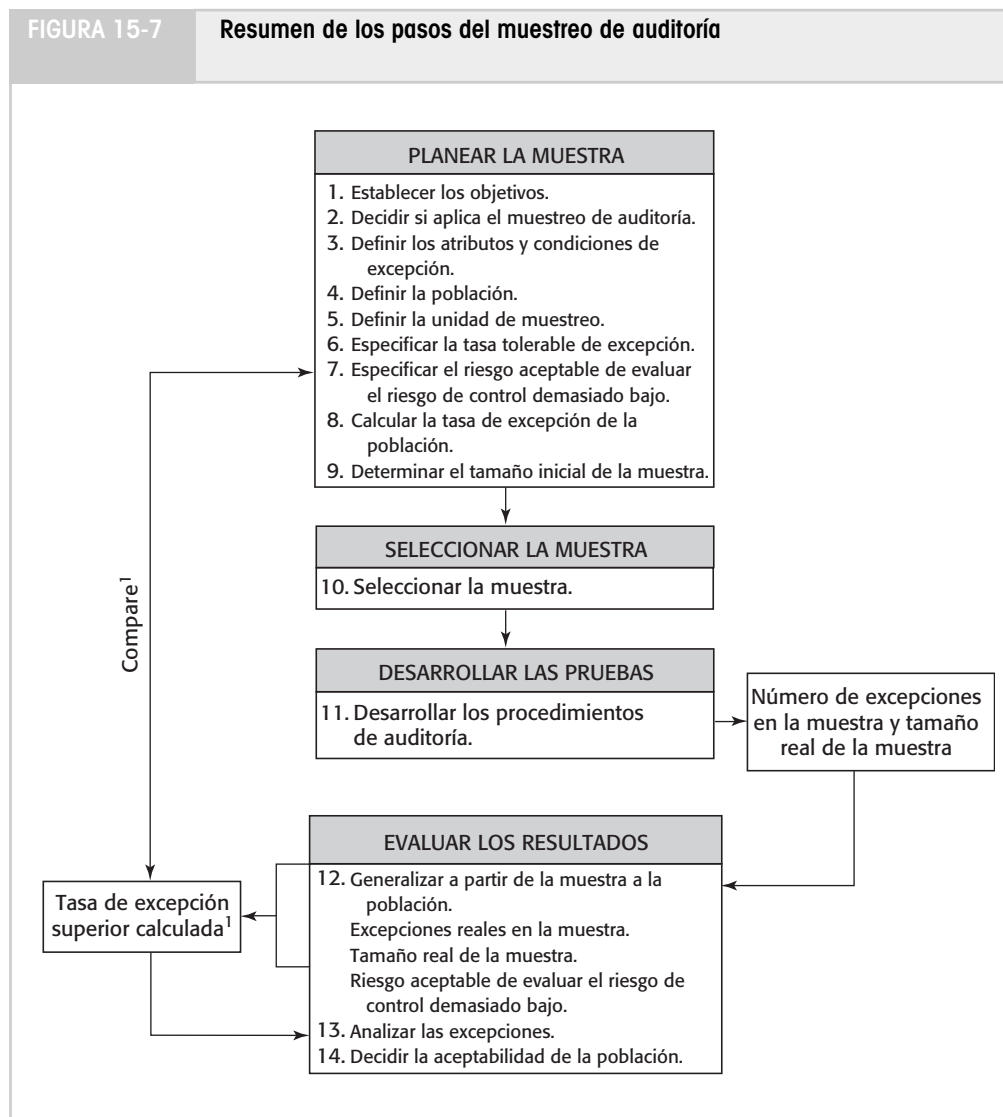 FIGURA 15-7
Resumen de los pasos del muestreo de auditoría
PLANEAR LA MUESTRA
1. Establecer los objetivos.
2. Decidir si aplica el muestreo de auditoría.
3. Definir los atributos y condiciones de
excepción.
4. Definir la población.
5. Definir la unidad de muestreo.
6. Especificar la tasa tolerable de excepción.
7. Especificar el riesgo aceptable de evaluar
el riesgo de control demasiado bajo.
8. Calcular la tasa de excepción de la
población.
9. Determinar el tamaño inicial de la muestra.
SELECCIONAR LA MUESTRA
10. Seleccionar la muestra.
DESARROLLAR LAS PRUEBAS
11. Desarrollar los procedimientos
de auditoría.
Número de excepciones
en la muestra y tamaño
real de la muestra
Compare¹
EVALUAR LOS RESULTADOS
12. Generalizar a partir de la muestra a la
población.
Excepciones reales en la muestra.
Tamaño real de la muestra.
Riesgo aceptable de evaluar el riesgo de
control demasiado bajo.
13. Analizar las excepciones.
14. Decidir la aceptabilidad de la población.
Tasa de excepción
superior calculada¹